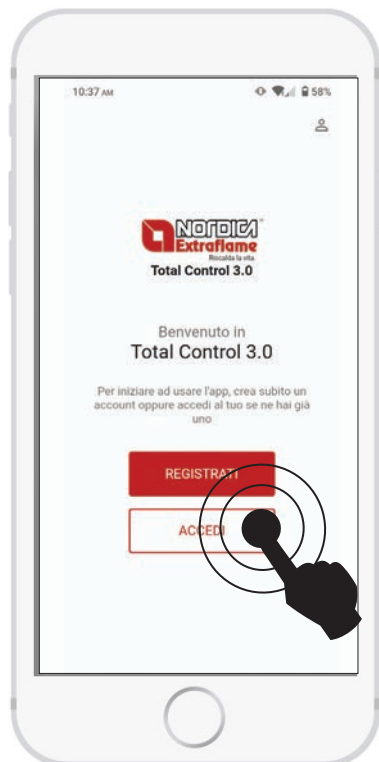 10:37 AM 58%
NORDICA
Extraflame
Riscalda la vita
Total Control 3.0
Benvenuto in
Total Control 3.0
Per iniziare ad usare l'app, crea subito un
account oppure accedi al tuo se ne hai già
uno
REGISTRATI
ACCEDI